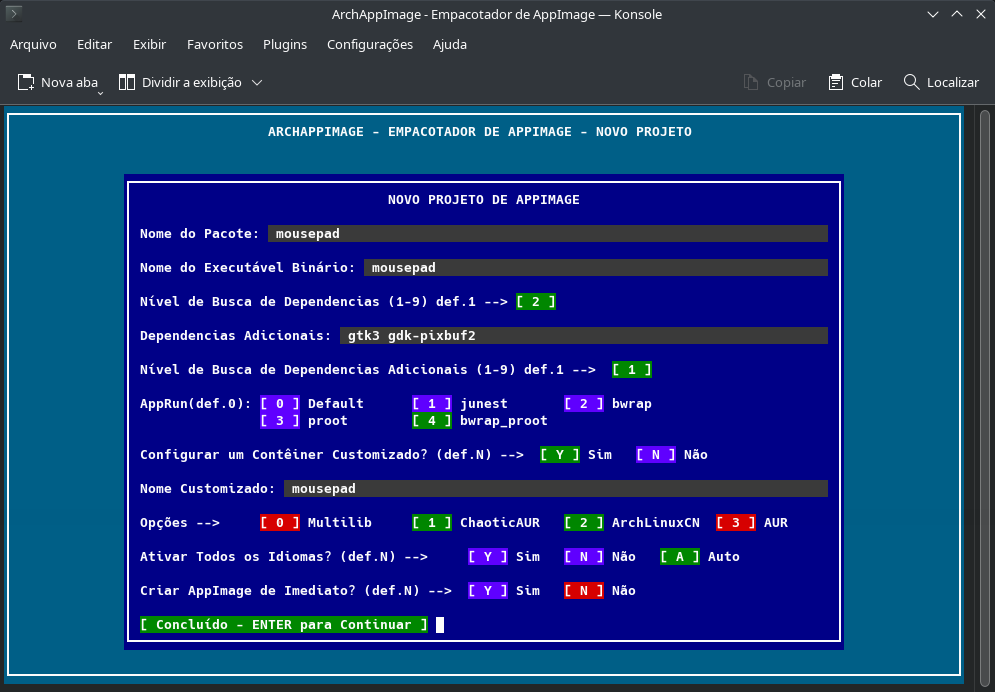 ArchAppImage - Empacotador de AppImage — Konsole
Arquivo Editar Exibir Favoritos Plugins Configurações Ajuda
Nova aba Dividir a exibição Copiar Colar Localizar
ARCHAPPIMAGE - EMPACOTADOR DE APPIMAGE - NOVO PROJETO
NOVO PROJETO DE APPIMAGE
Nome do Pacote: mousepad
Nome do Executável Binário: mousepad
Nível de Busca de Dependencias (1-9) def.1 --> [ 2 ]
Dependencias Adicionais: gtk3 gdk-pixbuf2
Nível de Busca de Dependencias Adicionais (1-9) def.1 --> [ 1 ]
AppRun(def.0): [ 0 ] Default [ 1 ] junest [ 2 ] bwrap
[ 3 ] proot [ 4 ] bwrap_proot
Configurar um Contêiner Customizado? (def.N) --> [ Y ] Sim [ N ] Não
Nome Customizado: mousepad
Opções --> [ 0 ] Multilib [ 1 ] ChaoticAUR [ 2 ] ArchLinuxCN [ 3 ] AUR
Ativar Todos os Idiomas? (def.N) --> [ Y ] Sim [ N ] Não [ A ] Auto
Criar AppImage de Imediato? (def.N) --> [ Y ] Sim [ N ] Não
[ Concluído - ENTER para Continuar ]